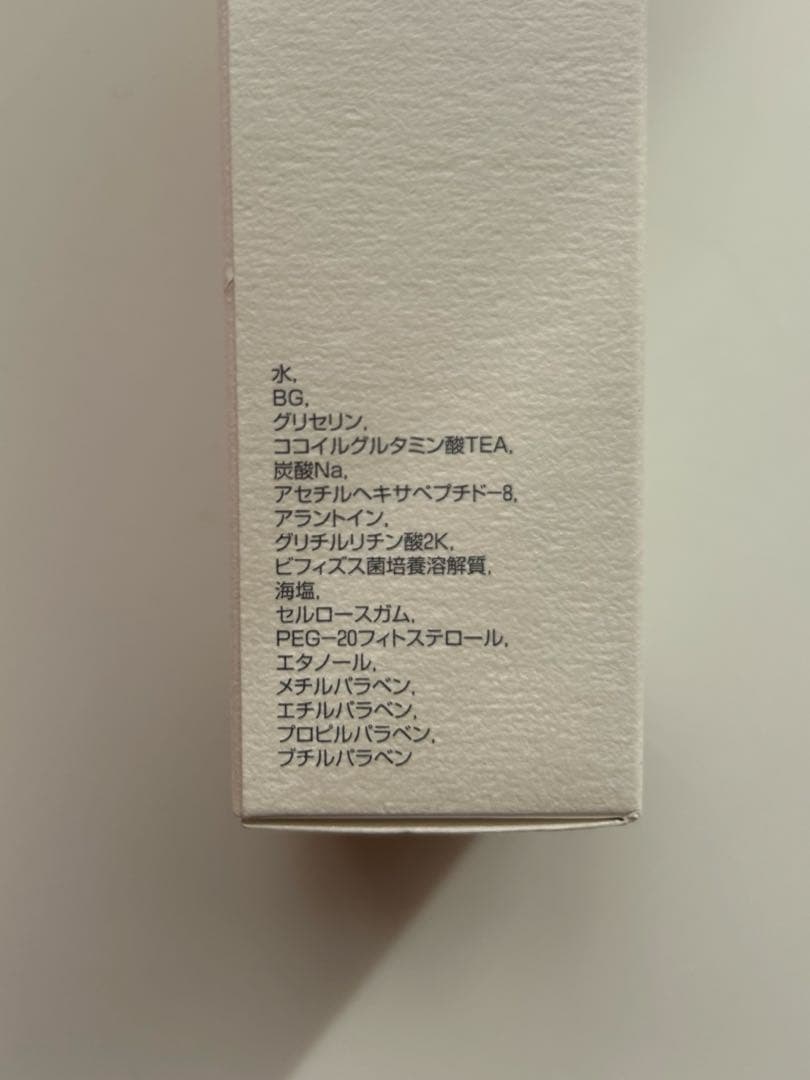 水,
BG,
グリセリン,
ココイルグルタミン酸TEA,
炭酸Na,
アセチルヘキサペプチド-8,
アラントイン,
グリチルリチン酸2K,
ビフィズス菌培養溶解質,
海塩,
セルロースガム,
PEG-20フィトステロール,
エタノール,
メチルパラベン,
エチルパラベン,
プロピルパラベン,
ブチルパラベン